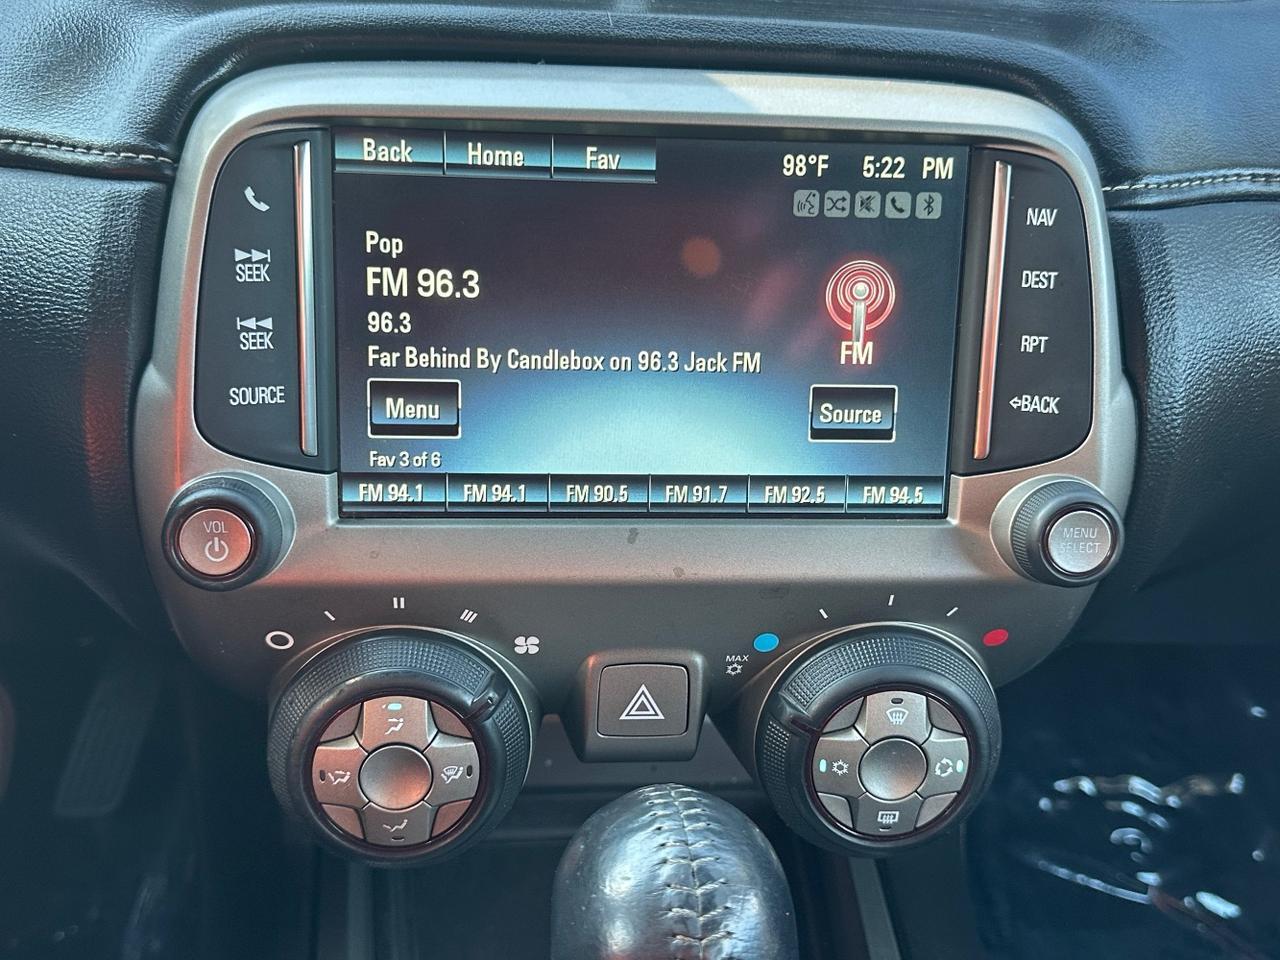 Back Home Fav 98°F 5:22 PM
Pop
FM 96.3
96.3
Far Behind By Candlebox on 96.3 Jack FM
FM
Menu
Source
Fav 3 of 6
FM 94.1 FM 94.1 FM 90.5 FM 91.7 FM 92.5 FM 94.5
SEEK
SEEK
SOURCE
NAV
DEST
RPT
BACK
VOL
MENU
SELECT
MAX